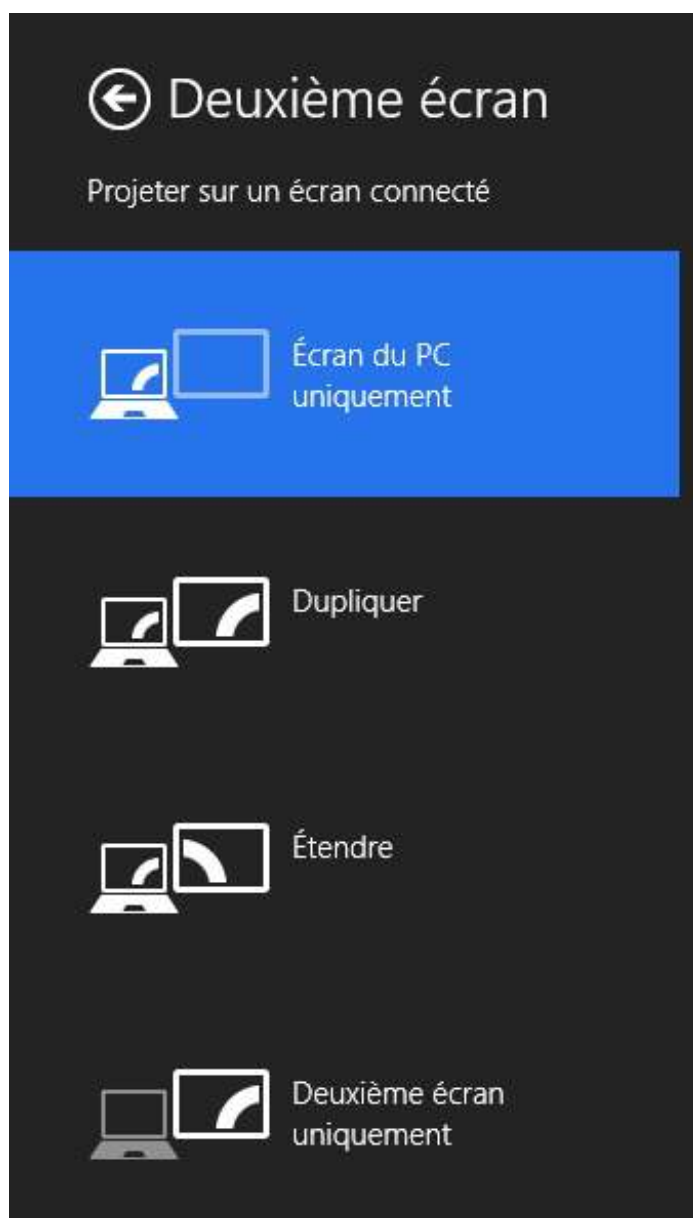 Deuxième écran
Projeter sur un écran connecté
Écran du PC
uniquement
Dupliquer
Étendre
Deuxième écran
uniquement